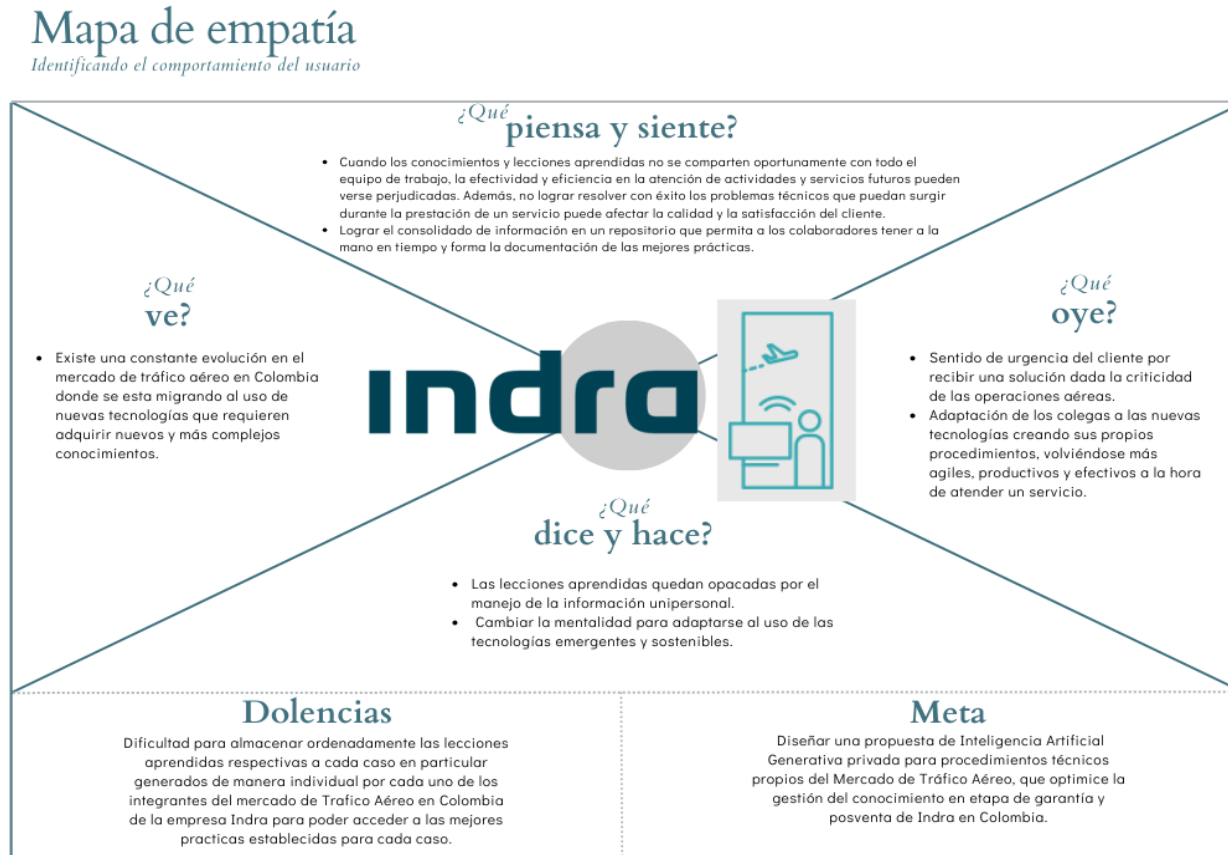 Mapa de empatía
Identificando el comportamiento del usuario
¿Qué
piensa y siente?
• Cuando los conocimientos y lecciones aprendidas no se comparten oportunamente con todo el
equipo de trabajo, la efectividad y eficiencia en la atención de actividades y servicios futuros pueden
verse perjudicadas. Además, no lograr resolver con éxito los problemas técnicos que puedan surgir
durante la prestación de un servicio puede afectar la calidad y la satisfacción del cliente.
• Lograr el consolidado de información en un repositorio que permita a los colaboradores tener a la
mano en tiempo y forma la documentación de las mejores prácticas.
¿Qué
ve?
• Existe una constante evolución en el
mercado de tráfico aéreo en Colombia
donde se esta migrando al uso de
nuevas tecnologías que requieren
adquirir nuevos y más complejos
conocimientos.
indra
¿Qué
oye?
• Sentido de urgencia del cliente por
recibir una solución dada la criticidad
de las operaciones aéreas.
• Adaptación de los colegas a las nuevas
tecnologías creando sus propios
procedimientos, volviéndose más
agiles, productivos y efectivos a la hora
de atender un servicio.
¿Qué
dice y hace?
• Las lecciones aprendidas quedan opacadas por el
manejo de la información unipersonal.
• Cambiar la mentalidad para adaptarse al uso de las
tecnologías emergentes y sostenibles.
Dolencias
Dificultad para almacenar ordenadamente las lecciones
aprendidas respectivas a cada caso en particular
generados de manera individual por cada uno de los
integrantes del mercado de Trafico Aéreo en Colombia
de la empresa Indra para poder acceder a las mejores
practicas establecidas para cada caso.
Meta
Diseñar una propuesta de Inteligencia Artificial
Generativa privada para procedimientos técnicos
propios del Mercado de Tráfico Aéreo, que optimice la
gestión del conocimiento en etapa de garantía y
posventa de Indra en Colombia.